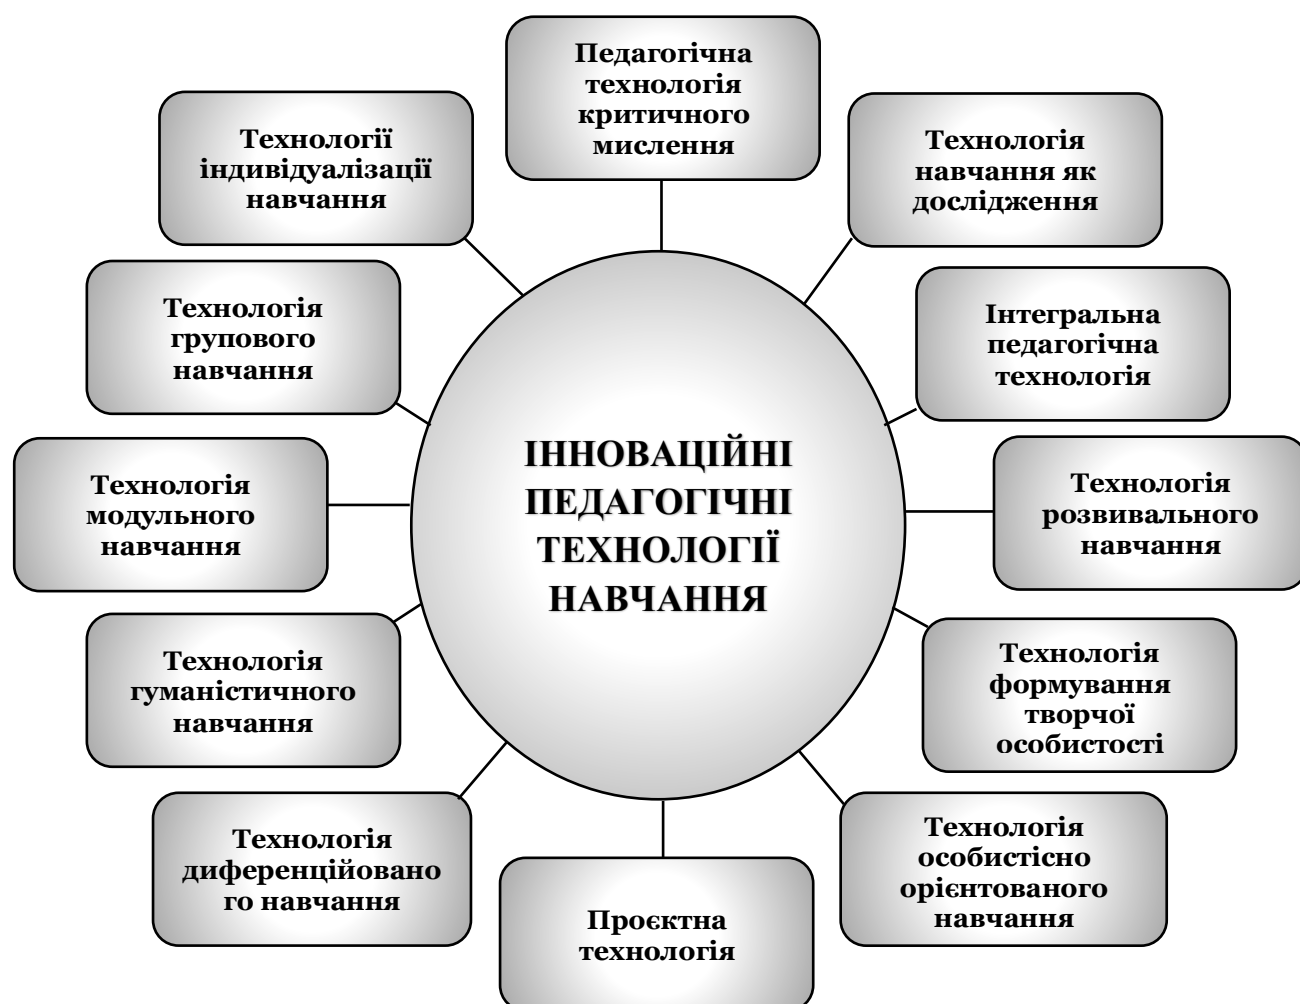 Педагогічна
технологія
критичного
мислення
Технології
індивідуалізації
навчання
Технологія
навчання як
дослідження
Технологія
групового
навчання
Інтегральна
педагогічна
технологія
ІННОВАЦІЙНІ
ПЕДАГОГІЧНІ
ТЕХНОЛОГІЇ
НАВЧАННЯ
Технологія
модульного
навчання
Технологія
розвивального
навчання
Технологія
гуманістичного
навчання
Технологія
формування
творчої
особистості
Технологія
диференційовано
го навчання
Технологія
особистісно
орієнтованого
навчання
Проєктна
технологія